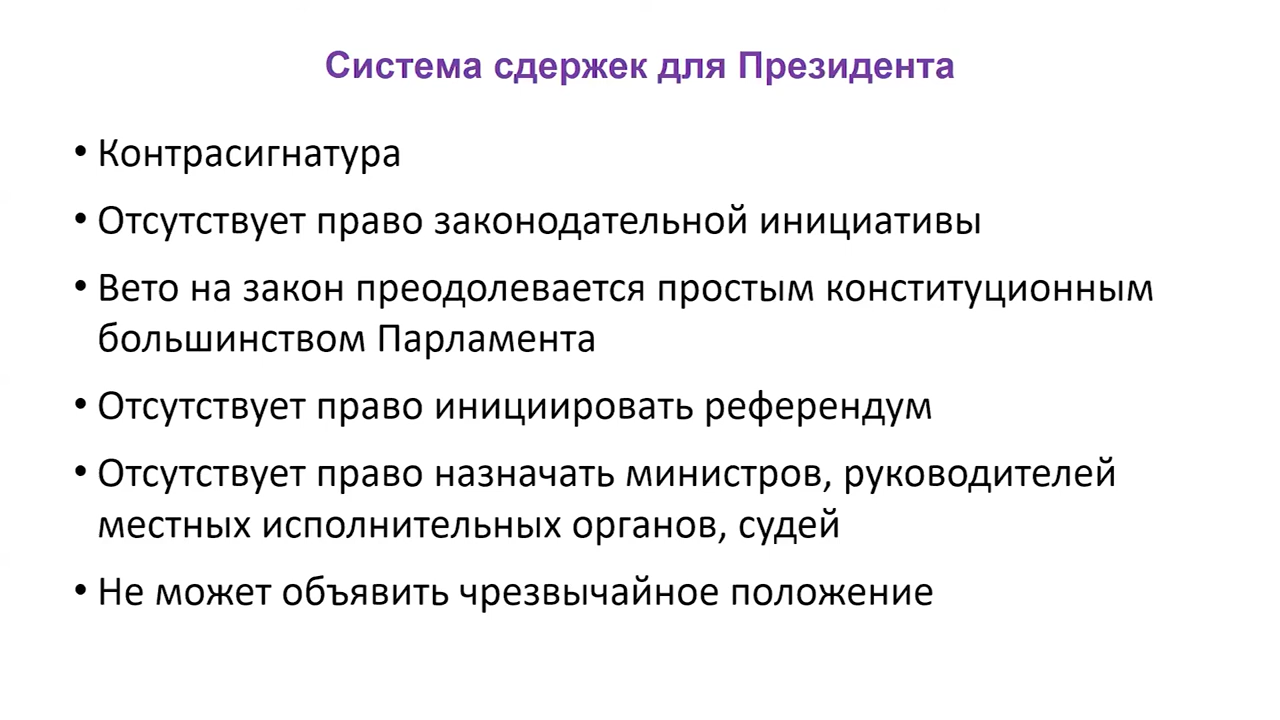 Система сдержек для Президента
• Контрасигнатура
• Отсутствует право законодательной инициативы
• Вето на закон преодолевается простым конституционным
большинством Парламента
• Отсутствует право инициировать референдум
• Отсутствует право назначать министров, руководителей
местных исполнительных органов, судей
• Не может объявить чрезвычайное положение